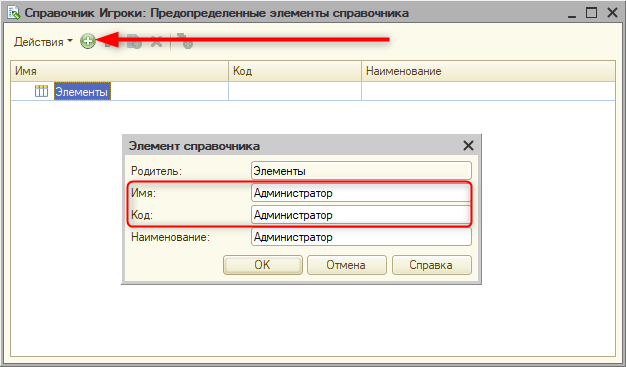 Справочник Игроки: Предопределенные элементы справочника
Действия
Имя Код Наименование
Элементы
Элемент справочника
Родитель: Элементы
Имя: Администратор
Код: Администратор
Наименование: Администратор
OK Отмена Справка